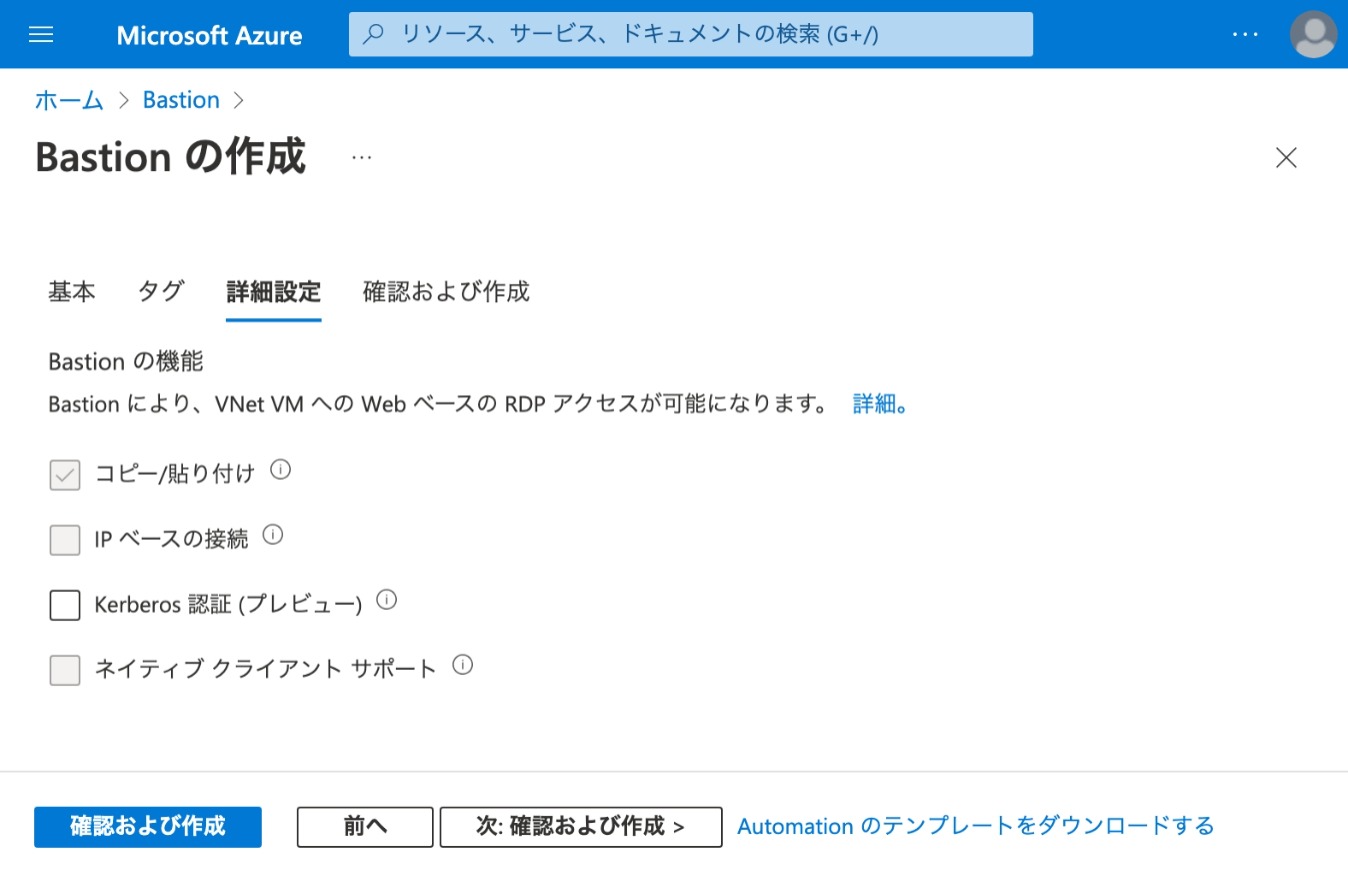 Microsoft Azure
リソース、サービス、ドキュメントの検索 (G+/)
ホーム > Bastion >
Bastion の作成 ...
基本 タグ 詳細設定 確認および作成
Bastion の機能
Bastion により、VNet VM への Web ベースの RDP アクセスが可能になります。 詳細。
コピー/貼り付け
IP ベースの接続
Kerberos 認証 (プレビュー)
ネイティブ クライアント サポート
確認および作成 前へ 次: 確認および作成 > Automation のテンプレートをダウンロードする